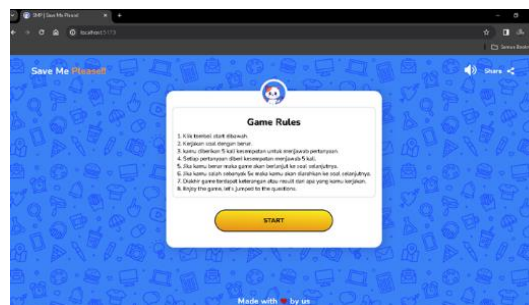 SMP | Save Me Please!
localhost:5173
Save Me Please!!
Share
Game Rules
1. Klik tombol start dibawah.
2. Kerjakan soal dengan benar.
3. kamu diberikan 5 kali kesempatan untuk menjawab pertanyaan.
4. Setiap pertanyaan diberi kesempatan menjawab 5 kali.
5. Jika kamu benar maka game akan berlanjut ke soal selanjutnya.
6. Jika kamu salah sebanyak 5x maka kamu akan diarahkan ke soal selanjutnya.
7. Diakhir game terdapat keterangan atau result dari apa yang kamu kerjakan.
8. Enjoy the game, let's jumped to the questions.
START
Made with ❤ by us